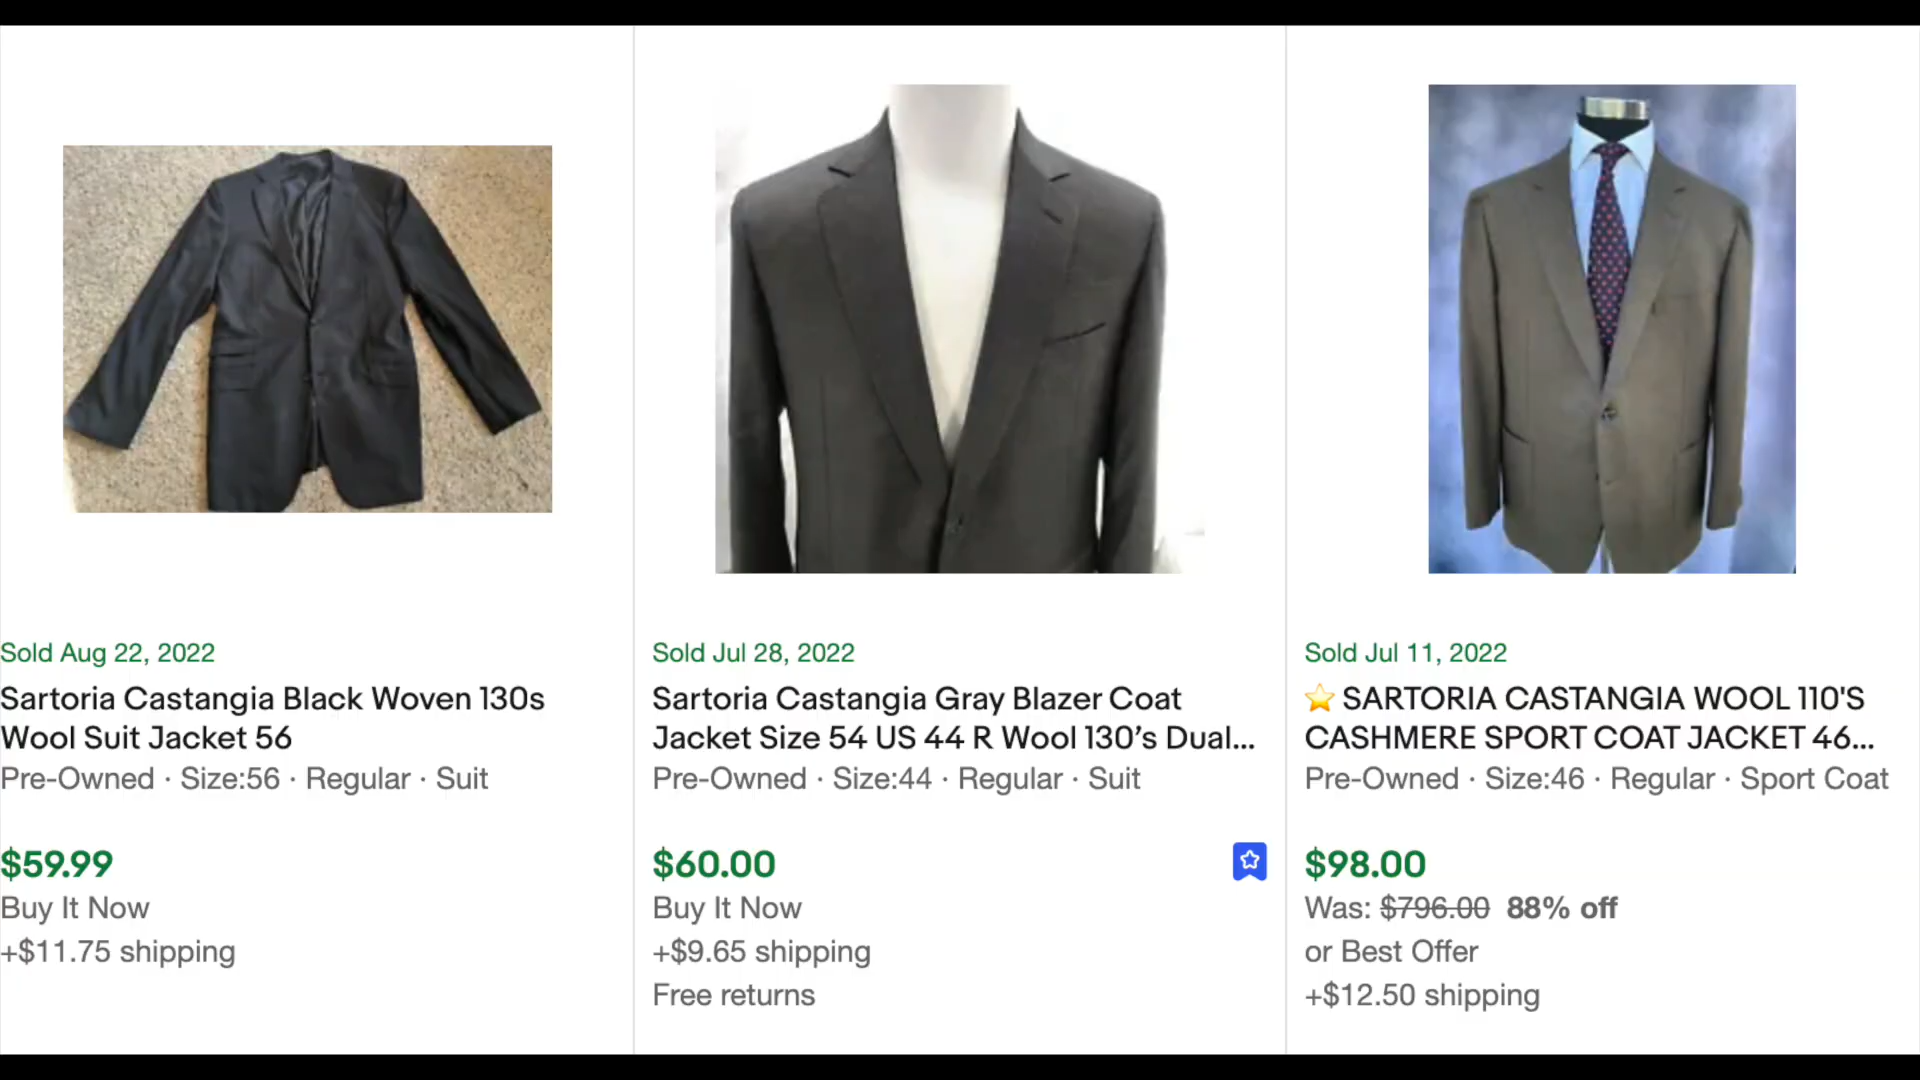 Sold Aug 22, 2022
Sartoria Castangia Black Woven 130s
Wool Suit Jacket 56
Pre-Owned · Size:56 · Regular · Suit
$59.99
Buy It Now
+$11.75 shipping
Sold Jul 28, 2022
Sartoria Castangia Gray Blazer Coat
Jacket Size 54 US 44 R Wool 130’s Dual...
Pre-Owned · Size:44 · Regular · Suit
$60.00
Buy It Now
+$9.65 shipping
Free returns
Sold Jul 11, 2022
⭐ SARTORIA CASTANGIA WOOL 110'S
CASHMERE SPORT COAT JACKET 46...
Pre-Owned · Size:46 · Regular · Sport Coat
$98.00
Was: $796.00 88% off
or Best Offer
+$12.50 shipping